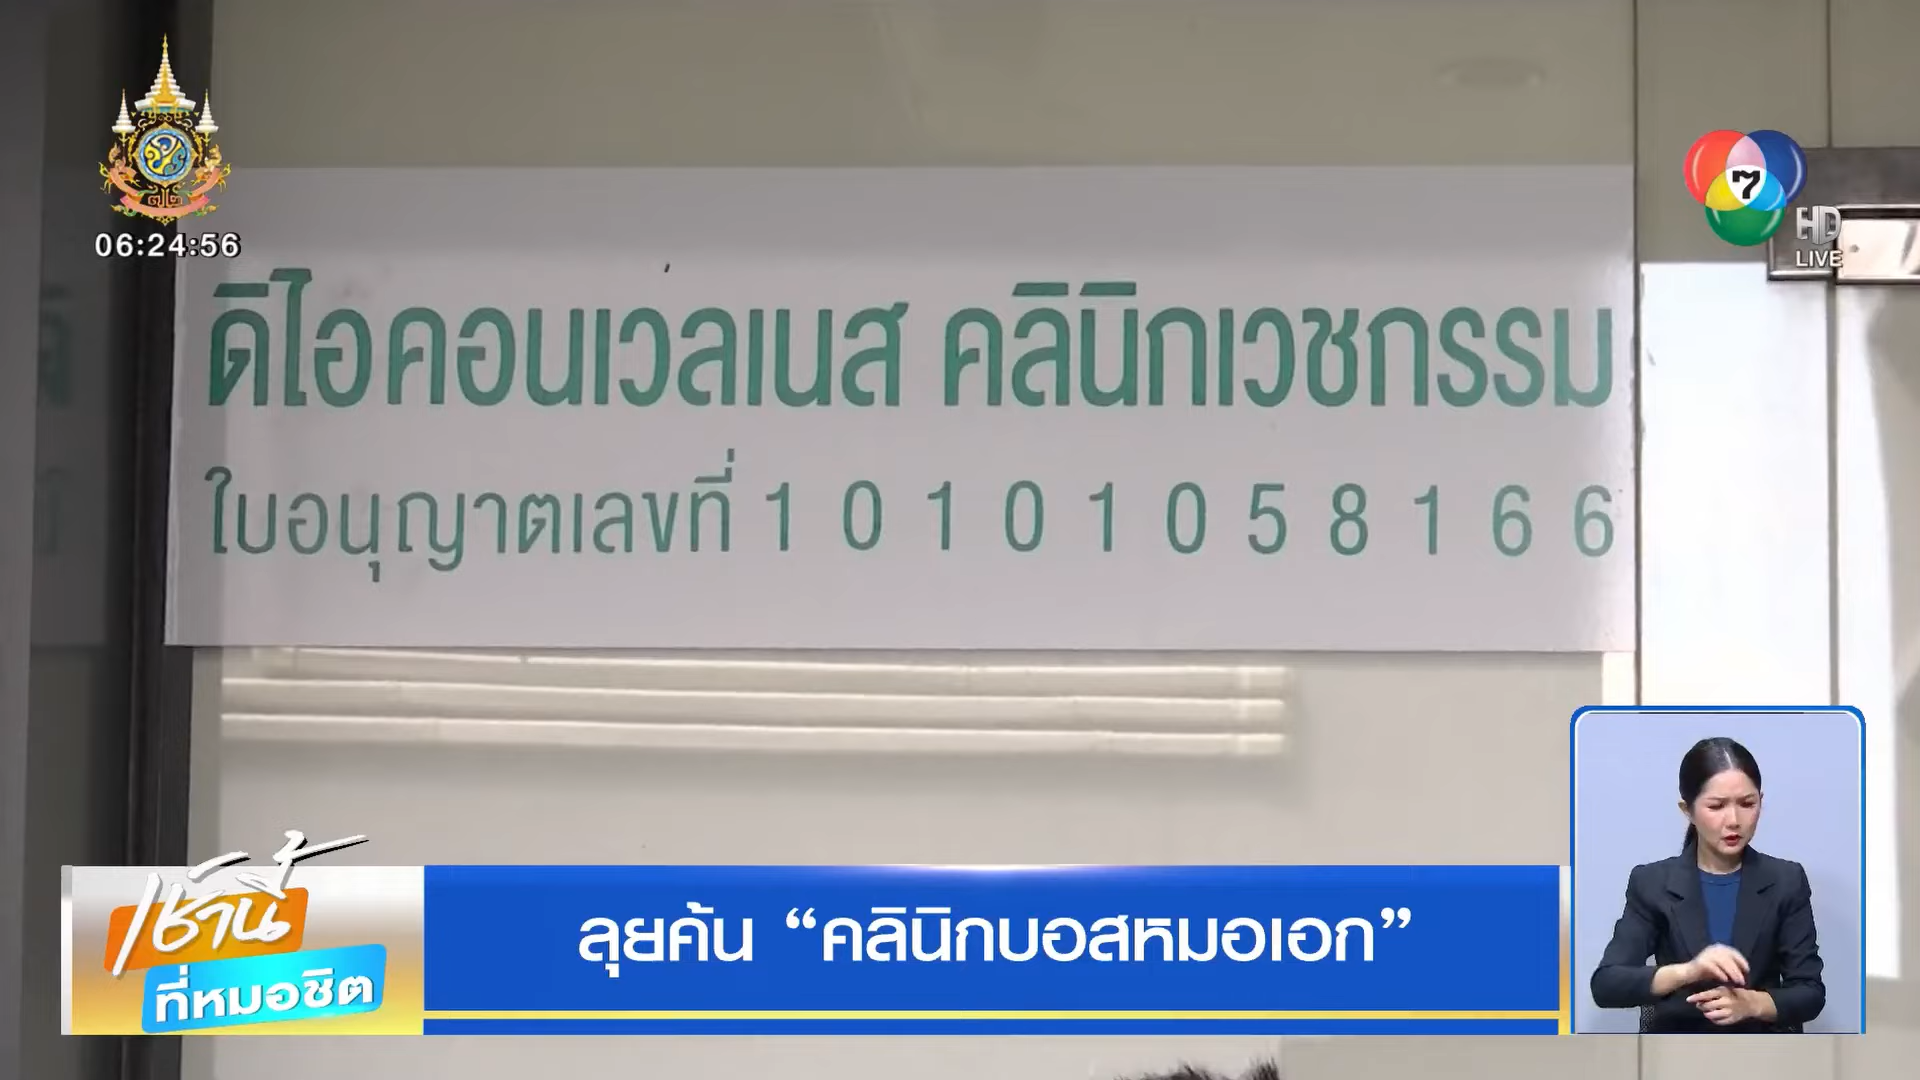 ๗๒
06:24:56
7
HD
LIVE
ดิไอคอนเวลเนส คลินิกเวชกรรม
ใบอนุญาตเลขที่ 1 0 1 0 1 0 5 8 1 6 6
เช้านี้
ที่หมอชิต
ลุยค้น “คลินิกบอสหมอเอก”